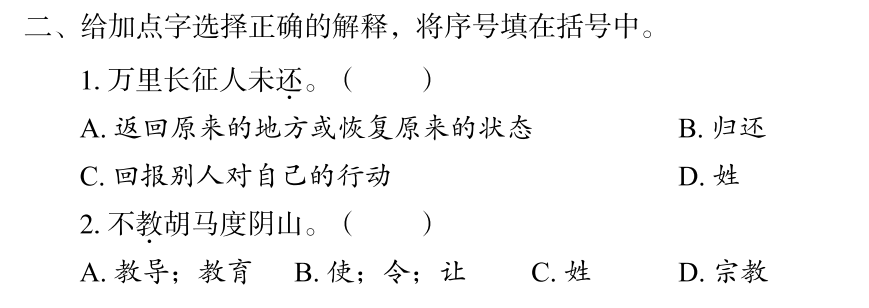 二、给加点字选择正确的解释，将序号填在括号中。
1. 万里长征人未还。（　　）
A. 返回原来的地方或恢复原来的状态　　B. 归还
C. 回报别人对自己的行动　　D. 姓
2. 不教胡马度阴山。（　　）
A. 教导；教育　B. 使；令；让　　C. 姓　　D. 宗教